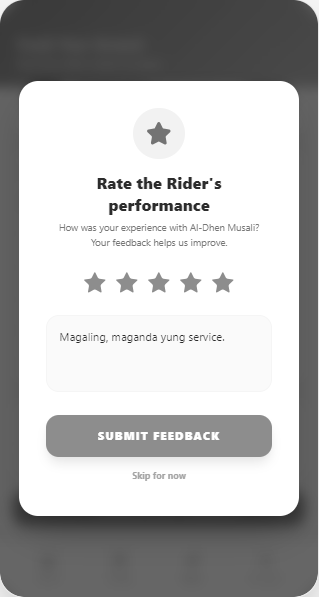 Rate the Rider's
performance
How was your experience with Al-Dhen Musali?
Your feedback helps us improve.
Magaling, maganda yung service.
SUBMIT FEEDBACK
Skip for now